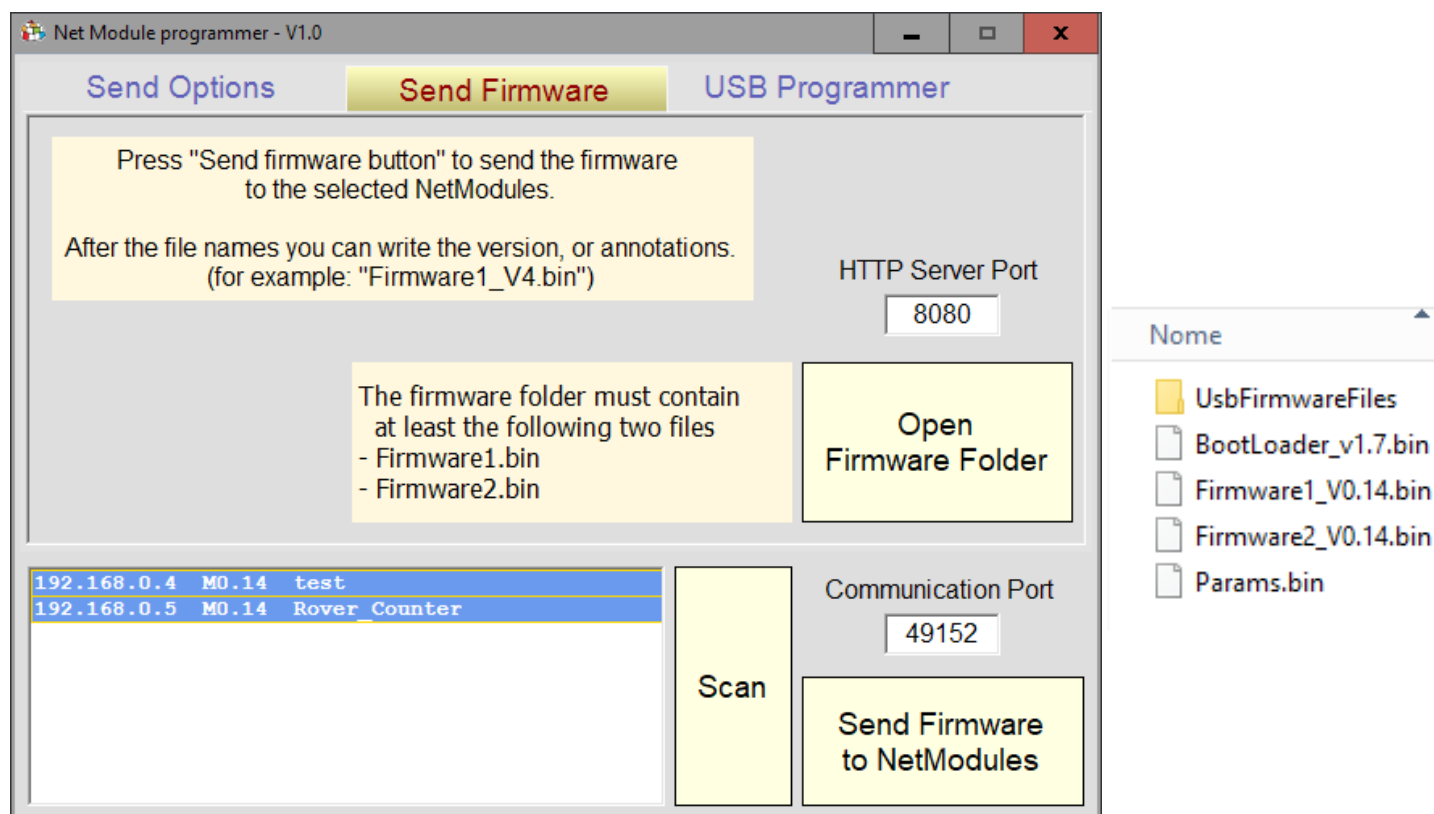 Net Module programmer - V1.0
Send Options
Send Firmware
USB Programmer
Press "Send firmware button" to send the firmware
to the selected NetModules.
After the file names you can write the version, or annotations.
(for example: "Firmware1_V4.bin")
HTTP Server Port
8080
The firmware folder must contain
at least the following two files
- Firmware1.bin
- Firmware2.bin
Open
Firmware Folder
192.168.0.4 M0.14 test
192.168.0.5 M0.14 Rover_Counter
Scan
Communication Port
49152
Send Firmware
to NetModules
Nome
UsbFirmwareFiles
BootLoader_v1.7.bin
Firmware1_V0.14.bin
Firmware2_V0.14.bin
Params.bin